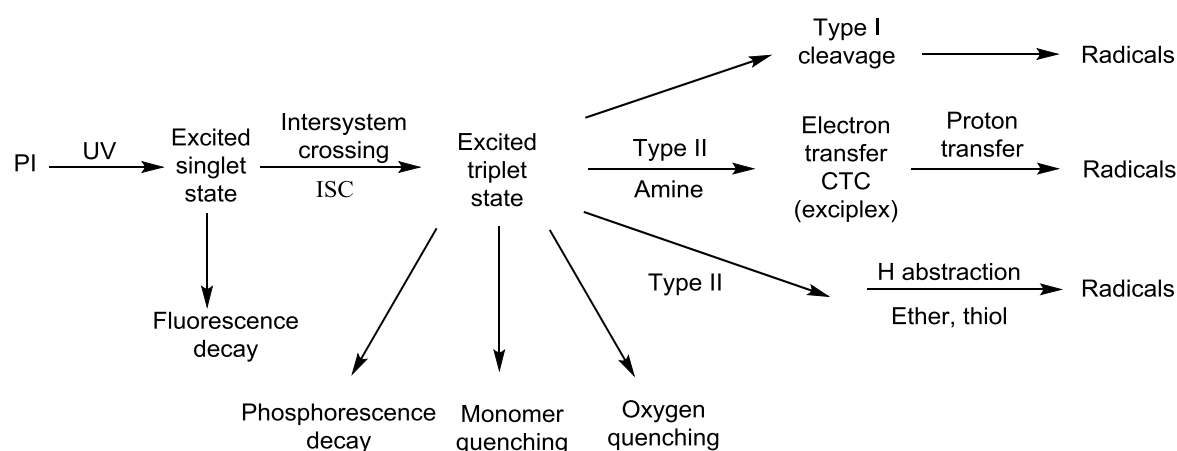 PI
UV
Excited
singlet
state
Intersystem
crossing
ISC
Excited
triplet
state
Type I
cleavage
Radicals
Type II
Amine
Electron
transfer
CTC
(exciplex)
Proton
transfer
Radicals
Type II
H abstraction
Ether, thiol
Radicals
Fluorescence
decay
Phosphorescence
decay
Monomer
quenching
Oxygen
quenching